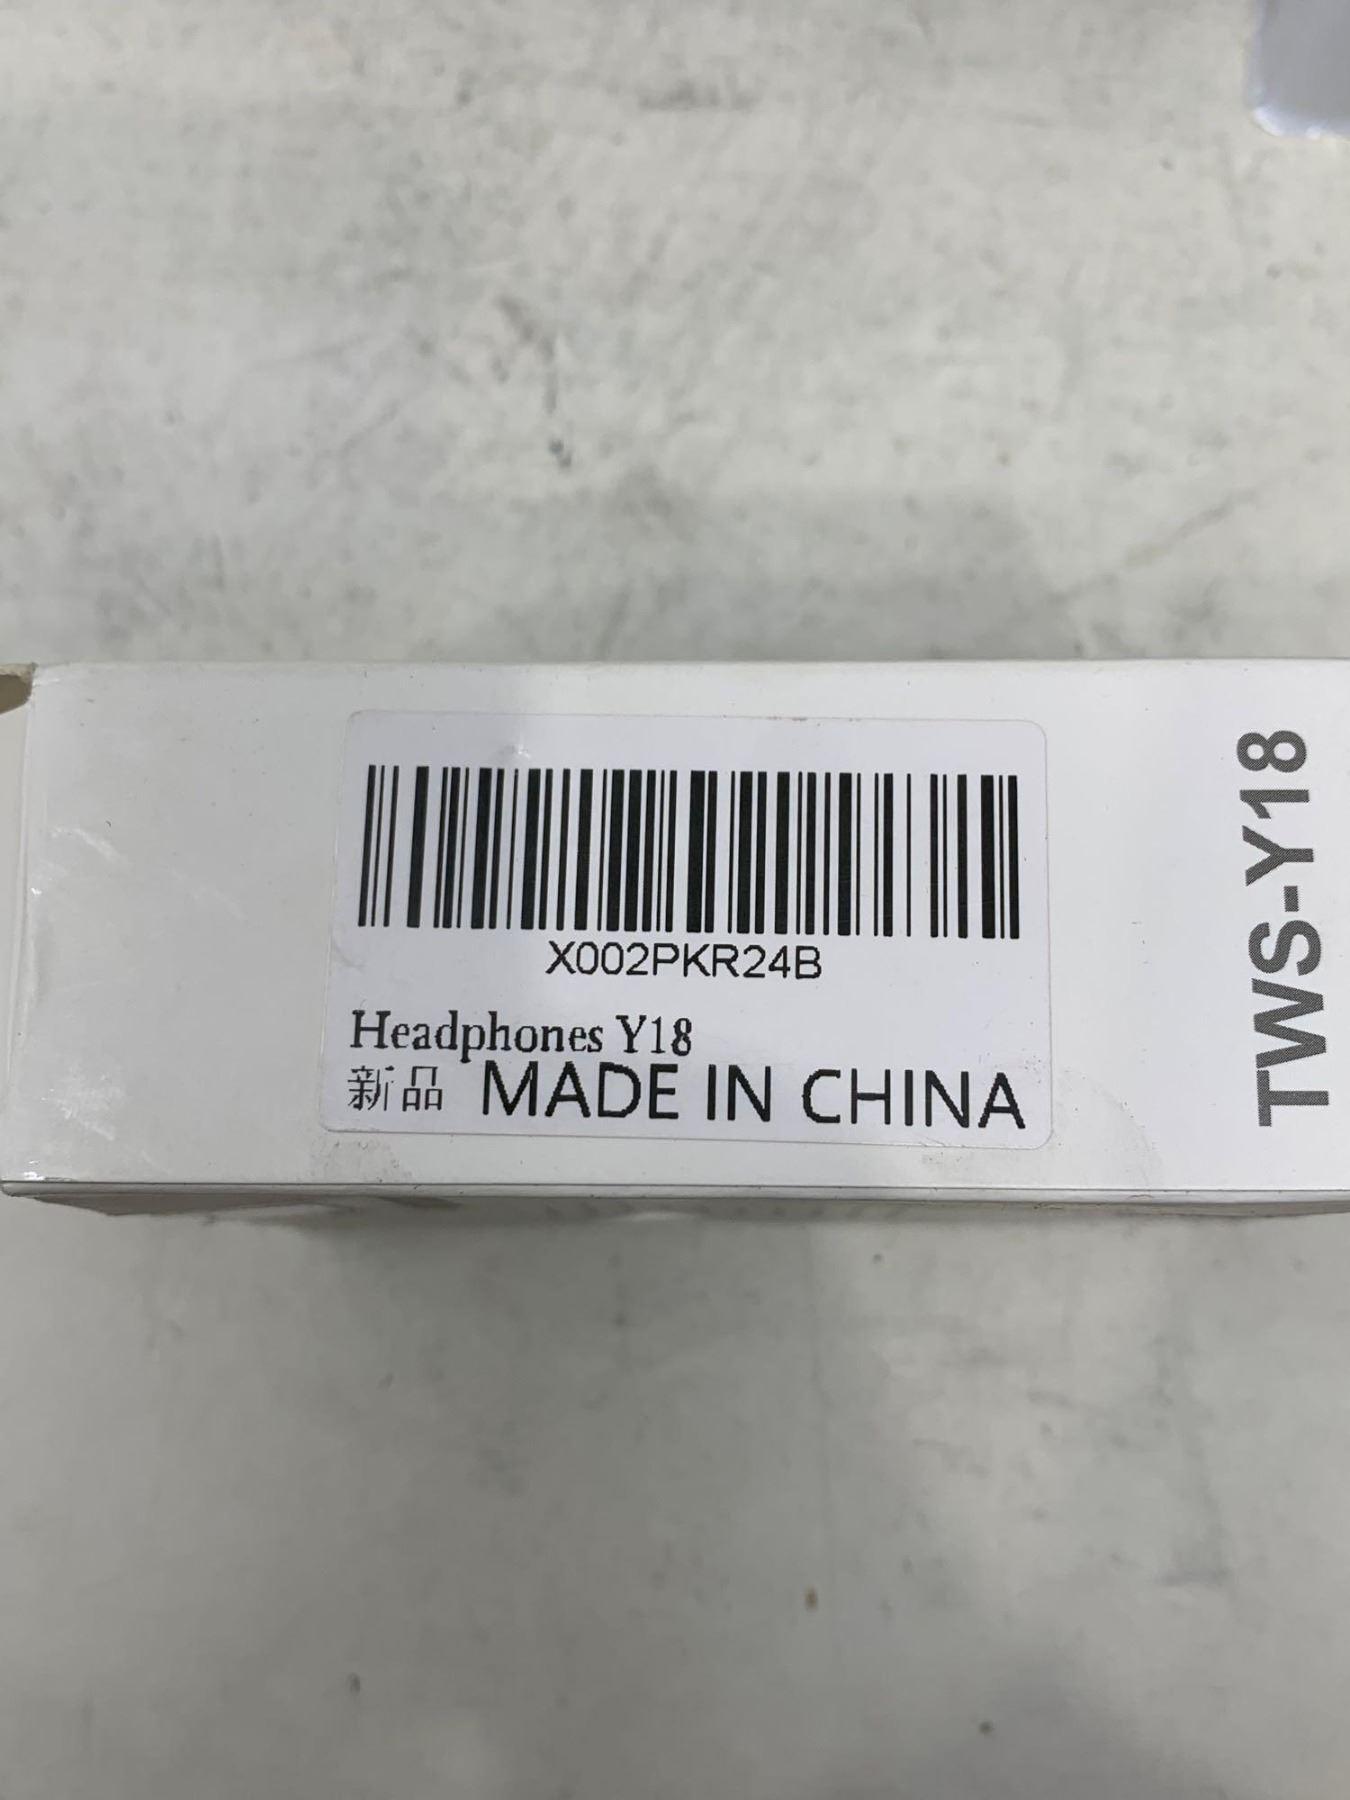 X002PKR24B
Headphones Y18
新品 MADE IN CHINA
TWS-Y18